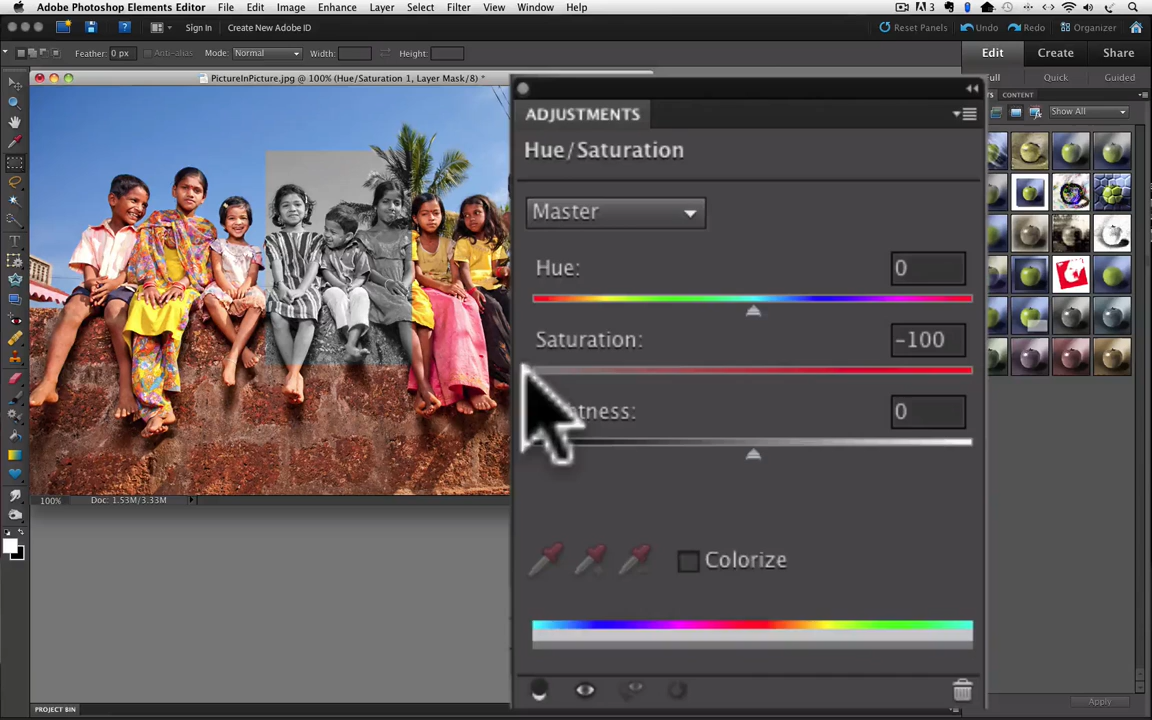 Adobe Photoshop Elements Editor File Edit Image Enhance Layer Select Filter View Window Help 3
Sign In Create New Adobe ID Reset Panels Undo Redo Organizer
Feather: 0 px Anti-alias Mode: Normal Width: Height: Edit Create Share
PictureInPicture.jpg @ 100% (Hue/Saturation 1, Layer Mask/8) * Quick Guided
CONTENT
Show All
ADJUSTMENTS
Hue/Saturation
Master
Hue: 0
Saturation: -100
0
Colorize
100% Doc: 1.53M/3.33M
PROJECT BIN
Apply